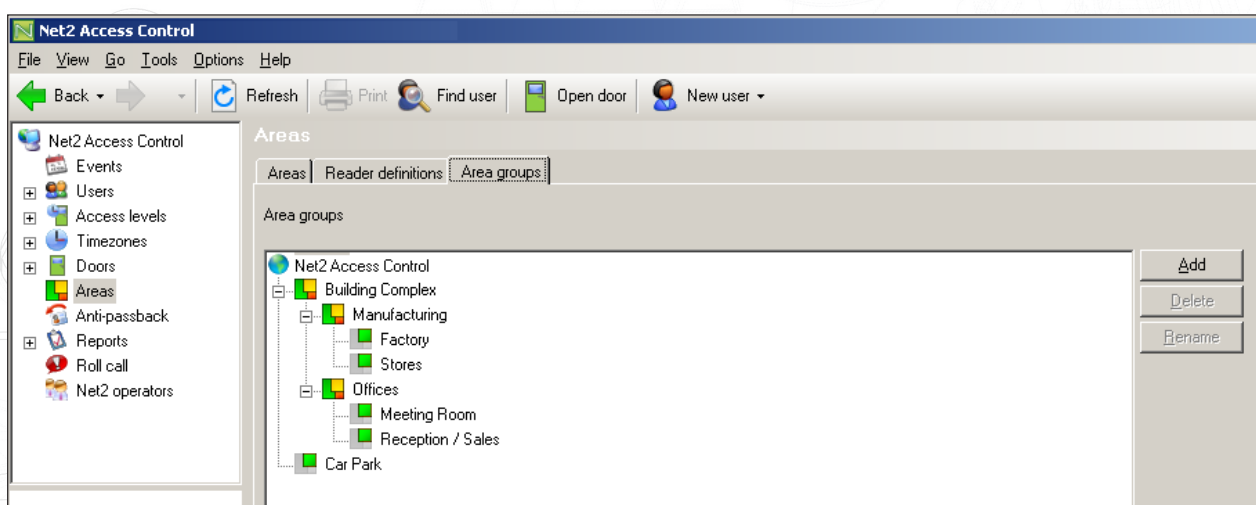 Net2 Access Control
File View Go Tools Options Help
Back Refresh Print Find user Open door New user
Net2 Access Control
Events
Users
Access levels
Timezones
Doors
Areas
Anti-passback
Reports
Roll call
Net2 operators
Areas
Areas Reader definitions Area groups
Area groups
Net2 Access Control
Building Complex
Manufacturing
Factory
Stores
Offices
Meeting Room
Reception / Sales
Car Park
Add
Delete
Rename